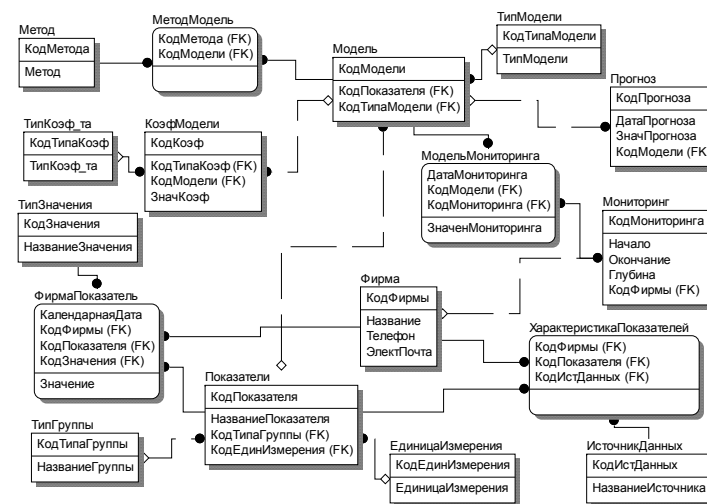 Метод
КодМетода
Метод
МетодМодель
КодМетода (FK)
КодМодели (FK)
Модель
КодМодели
КодПоказателя (FK)
КодТипаМодели (FK)
ТипМодели
КодТипаМодели
ТипМодели
Прогноз
КодПрогноза
ДатаПрогноза
ЗначПрогноза
КодМодели (FK)
ТипКоэф_та
КодТипаКоэф
ТипКоэф_та
КоэфМодели
КодКоэф
КодТипаКоэф (FK)
КодМодели (FK)
ЗначКоэф
МодельМониторинга
ДатаМониторинга
КодМодели (FK)
КодМониторинга (FK)
ЗначенМониторинга
Мониторинг
КодМониторинга
Начало
Окончание
Глубина
КодФирмы (FK)
ТипЗначения
КодЗначения
НазваниеЗначения
ФирмаПоказатель
КалендарнаяДата
КодФирмы (FK)
КодПоказателя (FK)
КодЗначения (FK)
Значение
Фирма
КодФирмы
Название
Телефон
ЭлектПочта
ХарактеристикаПоказателей
КодФирмы (FK)
КодПоказателя (FK)
КодИстДанных (FK)
Показатели
КодПоказателя
НазваниеПоказателя
КодТипаГруппы (FK)
КодЕдинИзмерения (FK)
ТипГруппы
КодТипаГруппы
НазваниеГруппы
ЕдиницаИзмерения
КодЕдинИзмерения
ЕдиницаИзмерения
ИсточникДанных
КодИстДанных
НазваниеИсточника